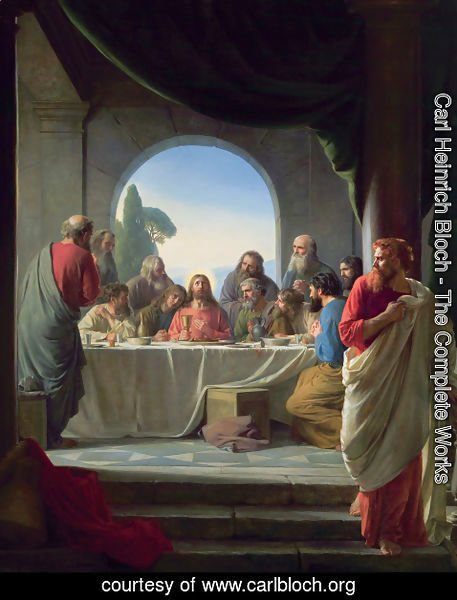 Carl Heinrich Bloch - The Complete Works
courtesy of www.carlbloch.org